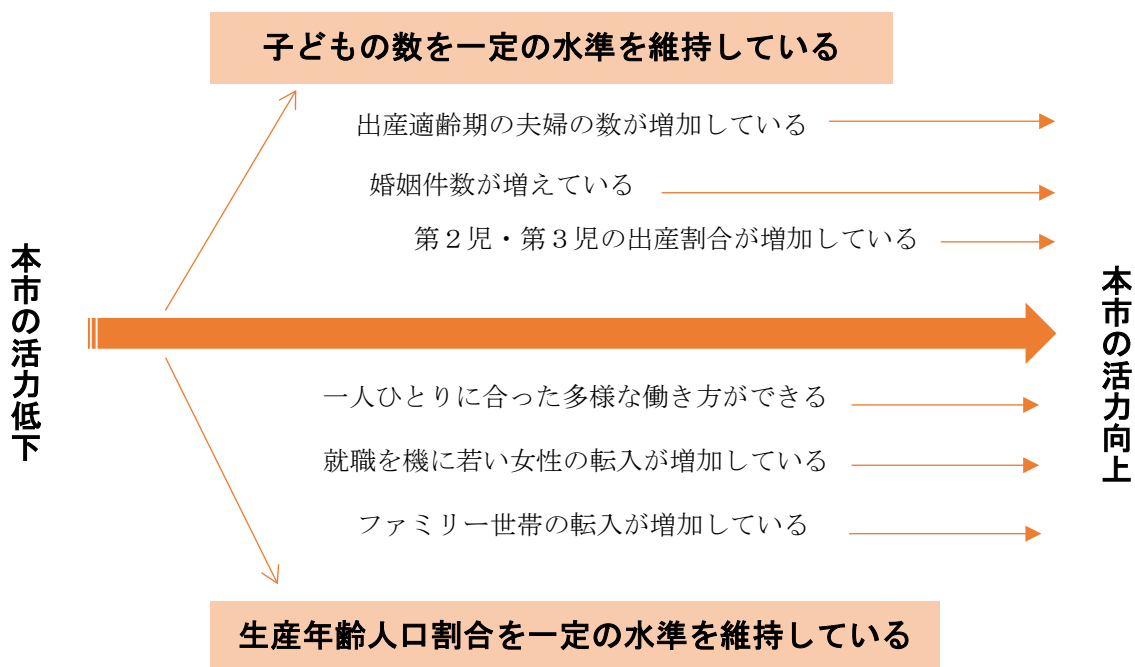 子どもの数を一定の水準を維持している
出産適齢期の夫婦の数が増加している
婚姻件数が増えている
第２児・第３児の出産割合が増加している
本市の活力低下
本市の活力向上
一人ひとりに合った多様な働き方ができる
就職を機に若い女性の転入が増加している
ファミリー世帯の転入が増加している
生産年齢人口割合を一定の水準を維持している